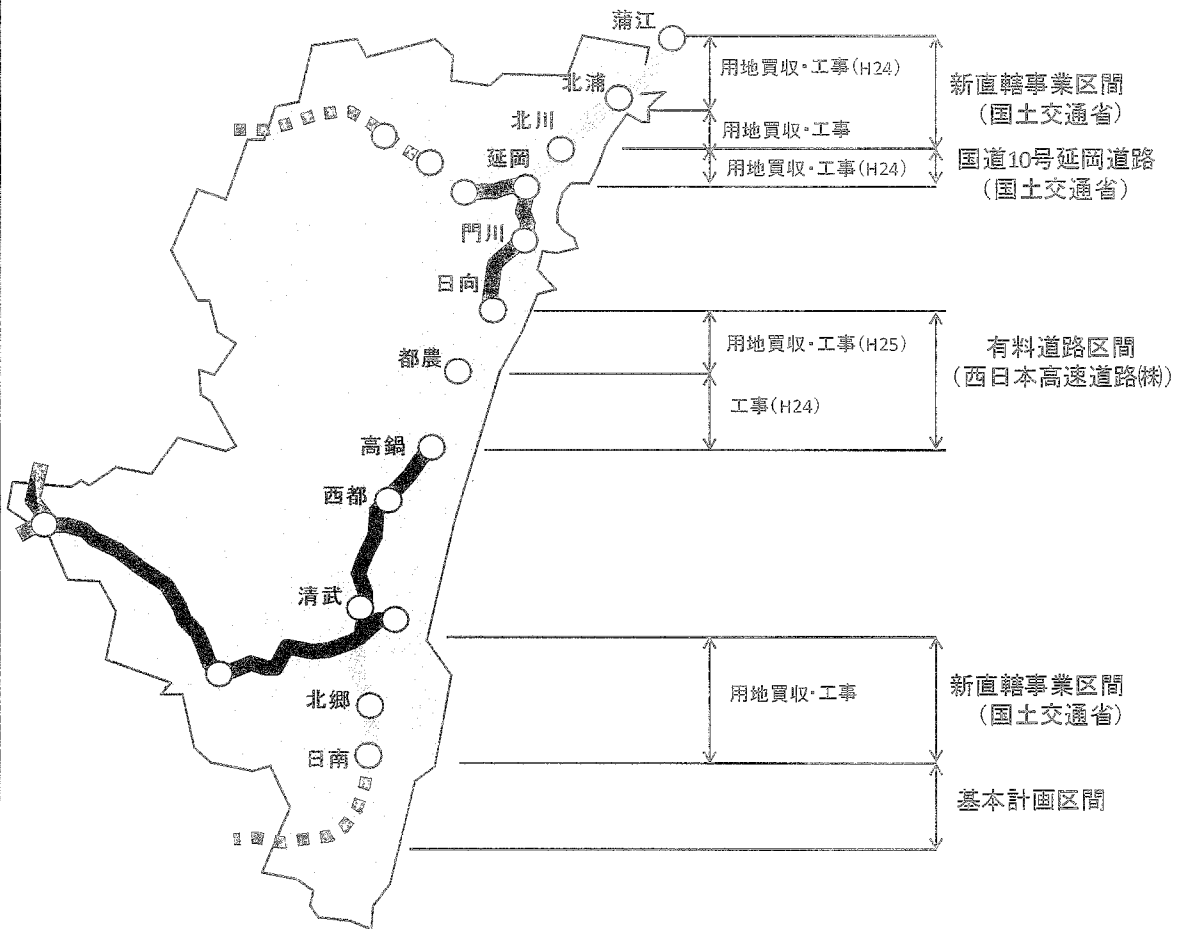 蒲江
用地買収・工事(H24)
北浦
新直轄事業区間
(国土交通省)
北川
用地買収・工事
延岡
用地買収・工事(H24)
国道10号延岡道路
(国土交通省)
門川
日向
用地買収・工事(H25)
有料道路区間
(西日本高速道路㈱)
都農
工事(H24)
高鍋
西都
清武
北郷
用地買収・工事
新直轄事業区間
(国土交通省)
日南
基本計画区間